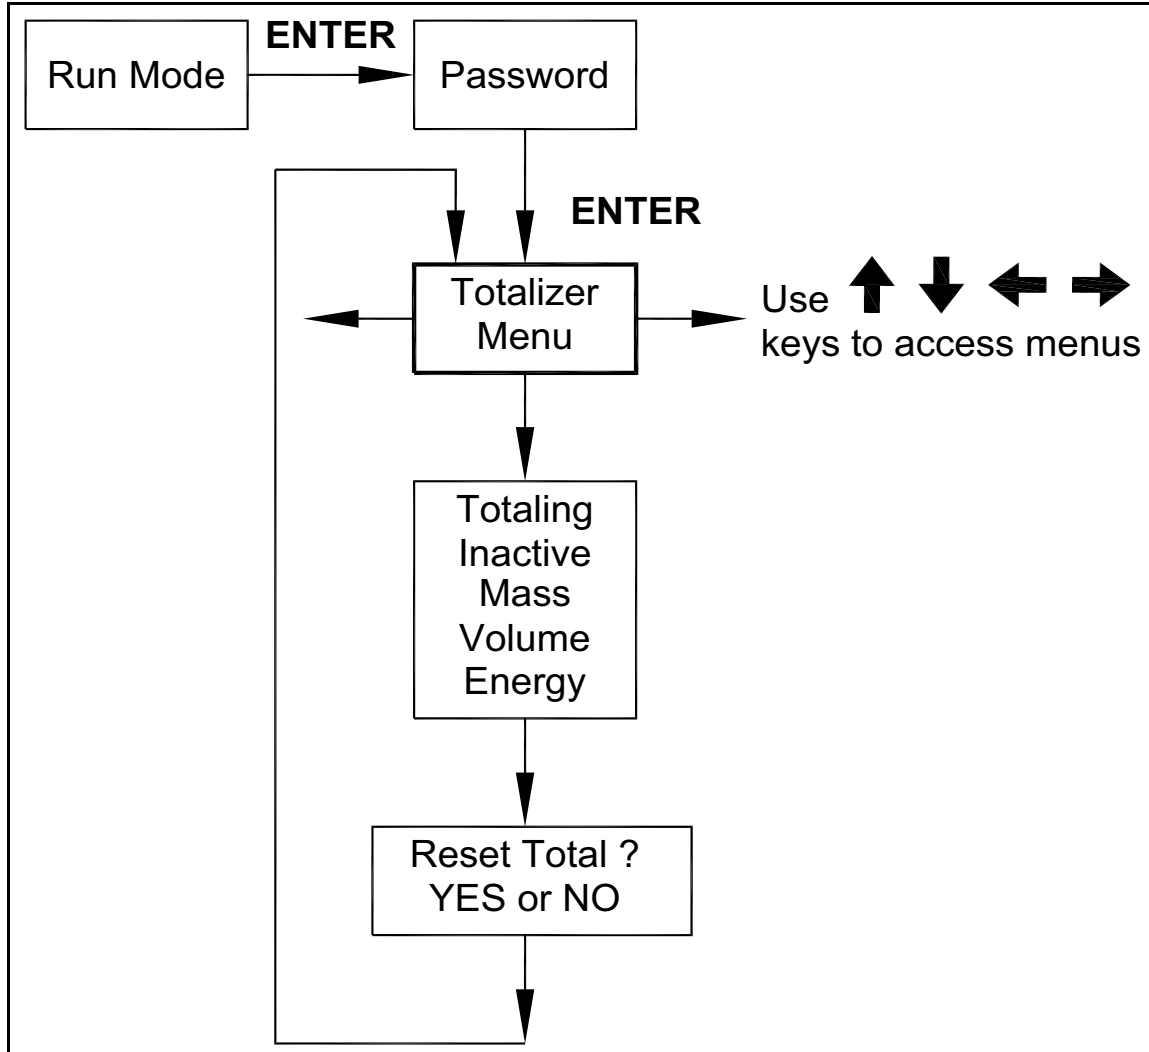 Run Mode
ENTER
Password
ENTER
Totalizer
Menu
Use
keys to access menus
Totaling
Inactive
Mass
Volume
Energy
Reset Total ?
YES or NO